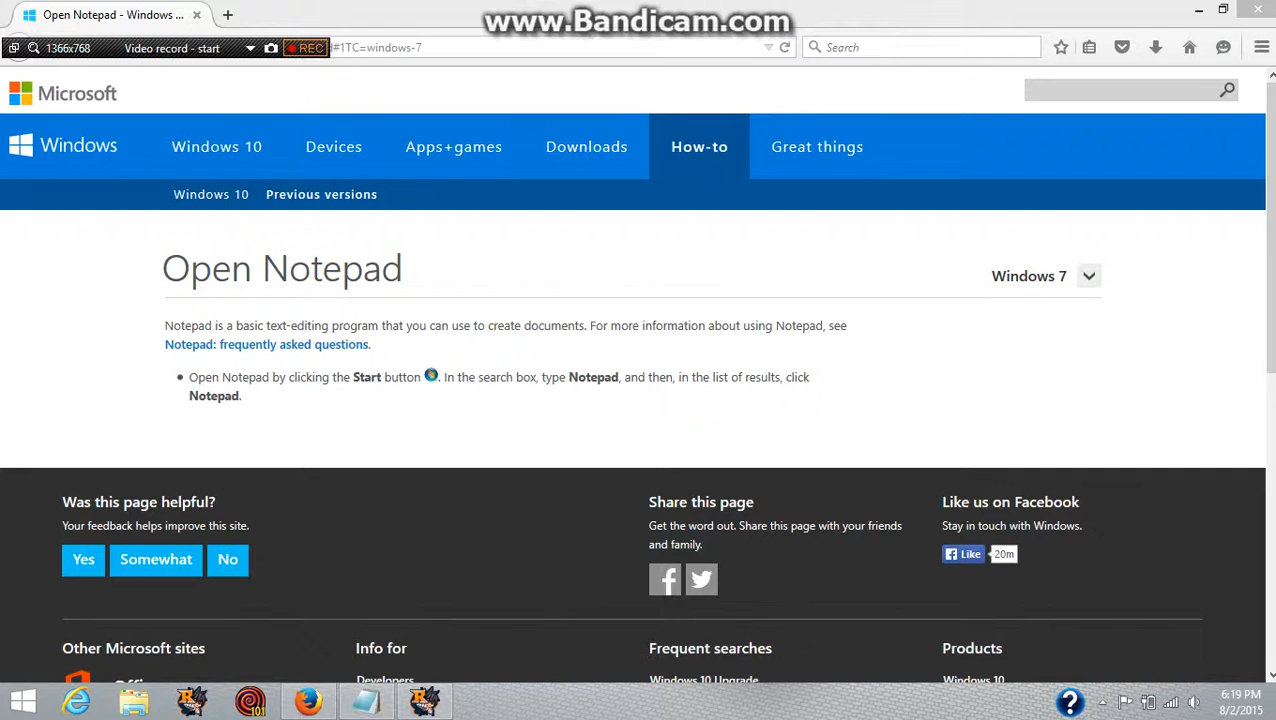 www.Bandicam.com
Open Notepad - Windows ...
1366x768 Video record - start REC
#1TC=windows-7
Search
Microsoft
Windows
Windows 10 Devices Apps+games Downloads How-to Great things
Windows 10 Previous versions
Open Notepad
Windows 7
Notepad is a basic text-editing program that you can use to create documents. For more information about using Notepad, see
Notepad: frequently asked questions.
Open Notepad by clicking the Start button . In the search box, type Notepad, and then, in the list of results, click
Notepad.
Was this page helpful?
Your feedback helps improve this site.
Yes Somewhat No
Share this page
Get the word out. Share this page with your friends
and family.
Like us on Facebook
Stay in touch with Windows.
Like 20m
Other Microsoft sites
Info for
Developers
Frequent searches
Windows 10 Upgrade
Products
Windows 10
6:19 PM
8/2/2015